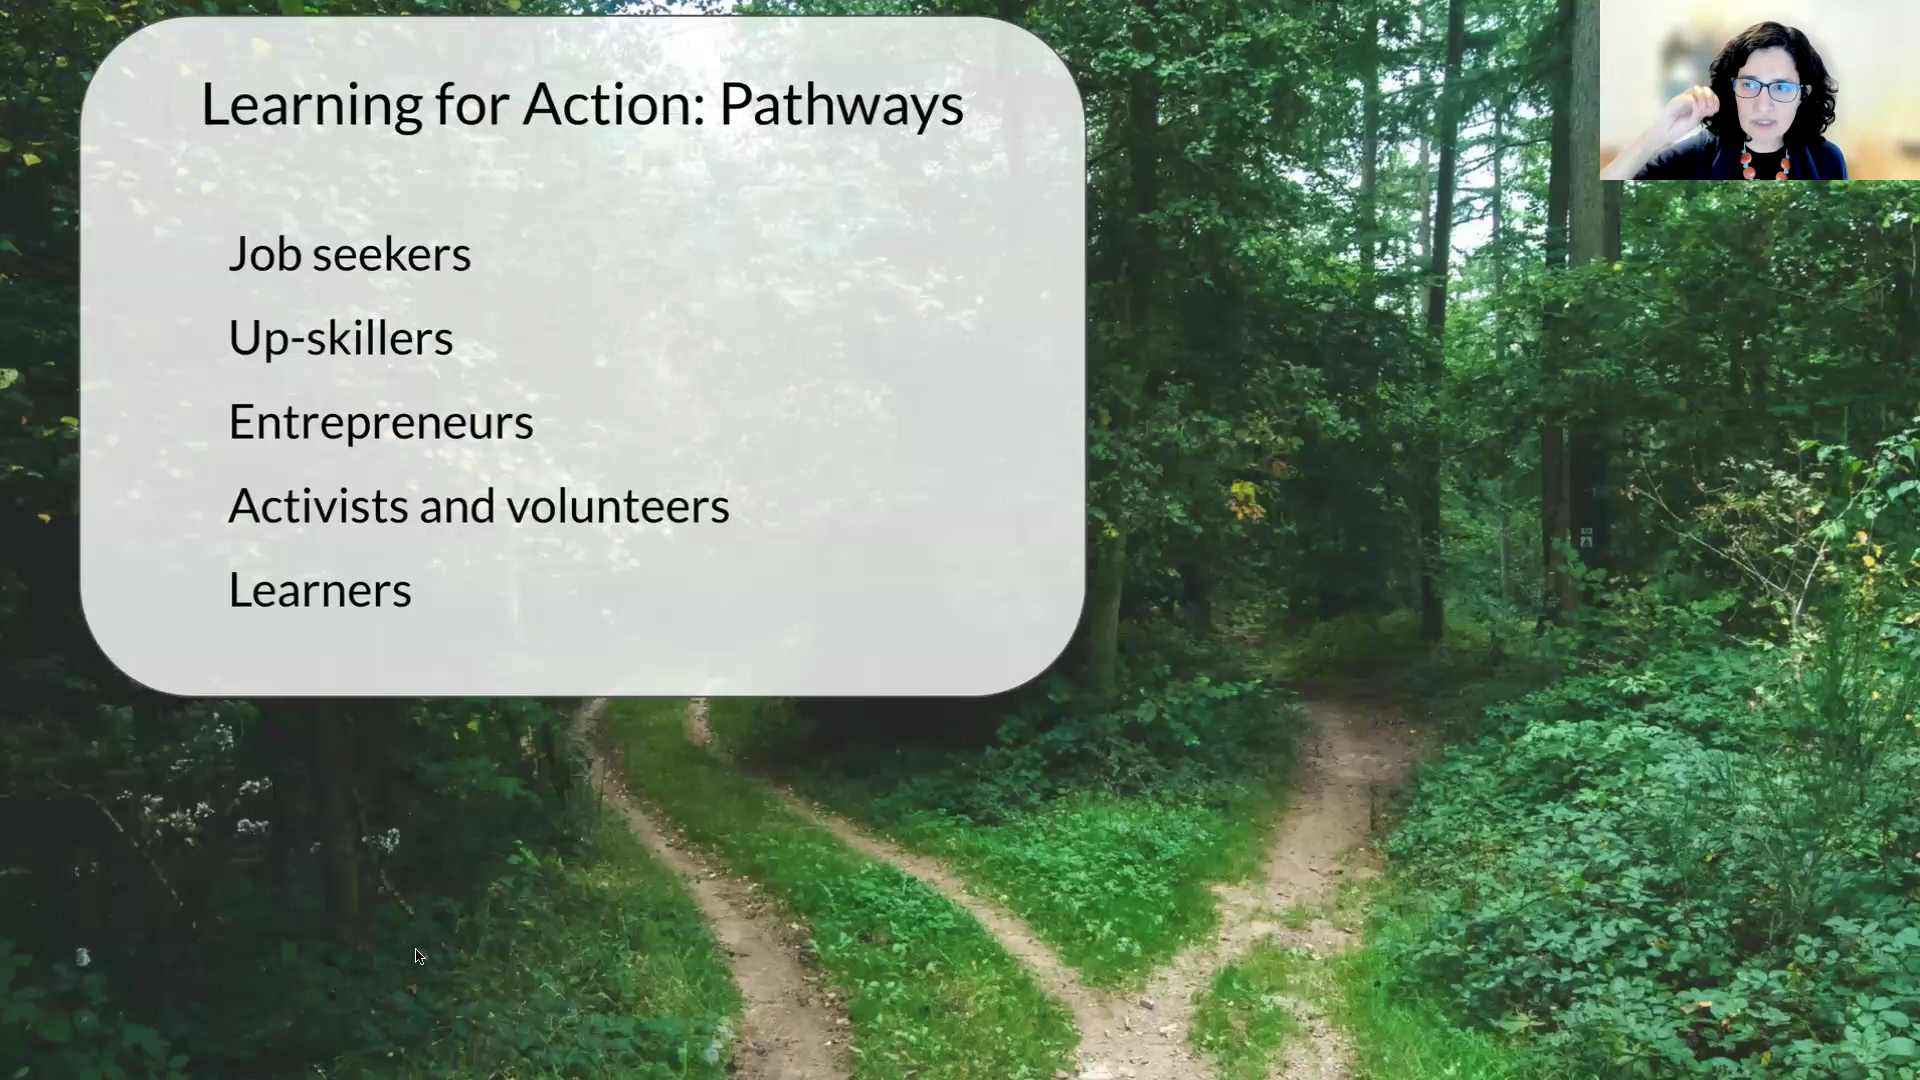 Learning for Action: Pathways
Job seekers
Up-skillers
Entrepreneurs
Activists and volunteers
Learners